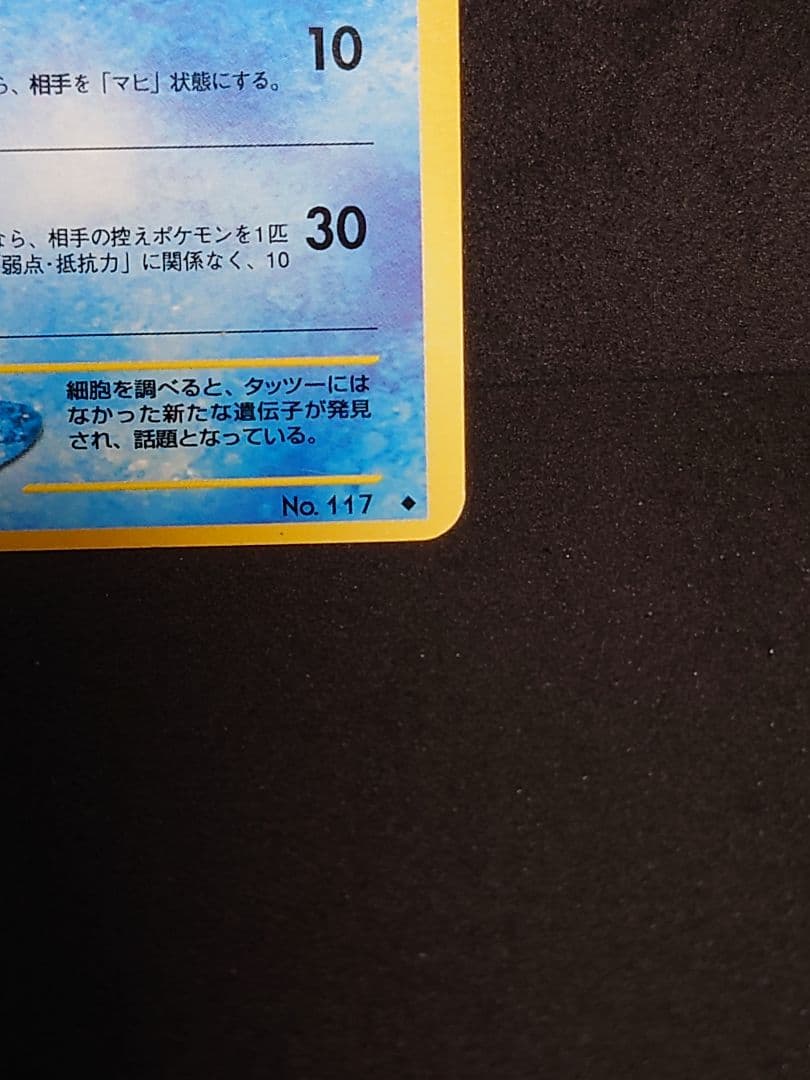 10
ら、相手を「マヒ」状態にする。
なら、相手の控えポケモンを1匹
30
「弱点・抵抗力」に関係なく、10
細胞を調べると、タッツーには
なかった新たな遺伝子が発見
され、話題となっている。
No. 117 ◆